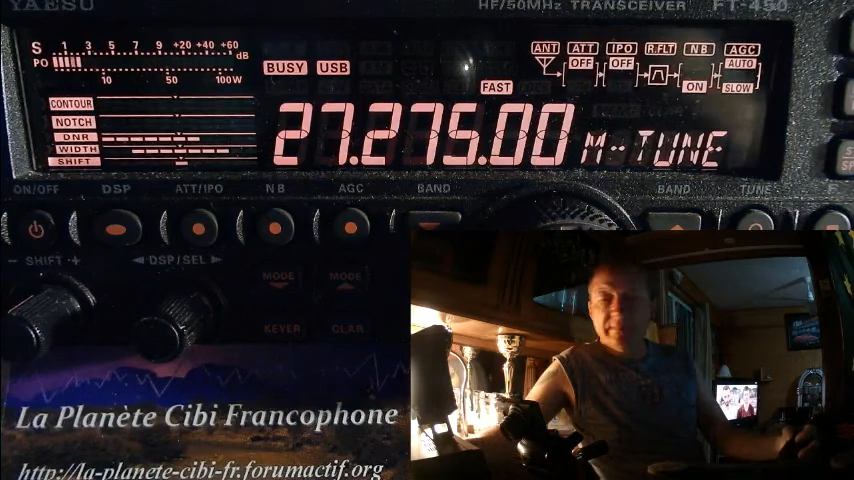 YAESU HF/50MHz TRANSCEIVER FT-450
S 1 3 5 7 9 +20 +40 +60 dB
PO 10 50 100W
BUSY USB
FAST
ANT ATT IPO R.FLT NB AGC
OFF OFF AUTO
ON SLOW
CONTOUR
NOTCH
DNR
WIDTH
SHIFT
27.275.00 M-TUNE
ON/OFF DSP ATT/IPO NB AGC BAND BAND TUNE
- SHIFT + DSP/SEL
MODE MODE
KEYER CLAR
La Planète Cibi Francophone
http://la-planete-cibi-fr.forumactif.org